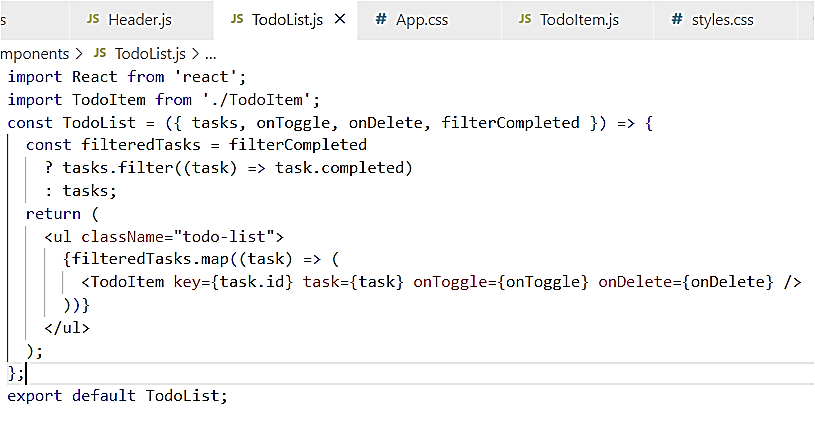 s JS Header.js JS TodoList.js × # App.css JS TodoItem.js # styles.css
mponents > JS TodoList.js > ...
import React from 'react';
import TodoItem from './TodoItem';
const TodoList = ({ tasks, onToggle, onDelete, filterCompleted }) => {
  const filteredTasks = filterCompleted
    ? tasks.filter((task) => task.completed)
    : tasks;
  return (
    <ul className="todo-list">
      {filteredTasks.map((task) => (
        <TodoItem key={task.id} task={task} onToggle={onToggle} onDelete={onDelete} />
      ))}
    </ul>
  );
};
export default TodoList;